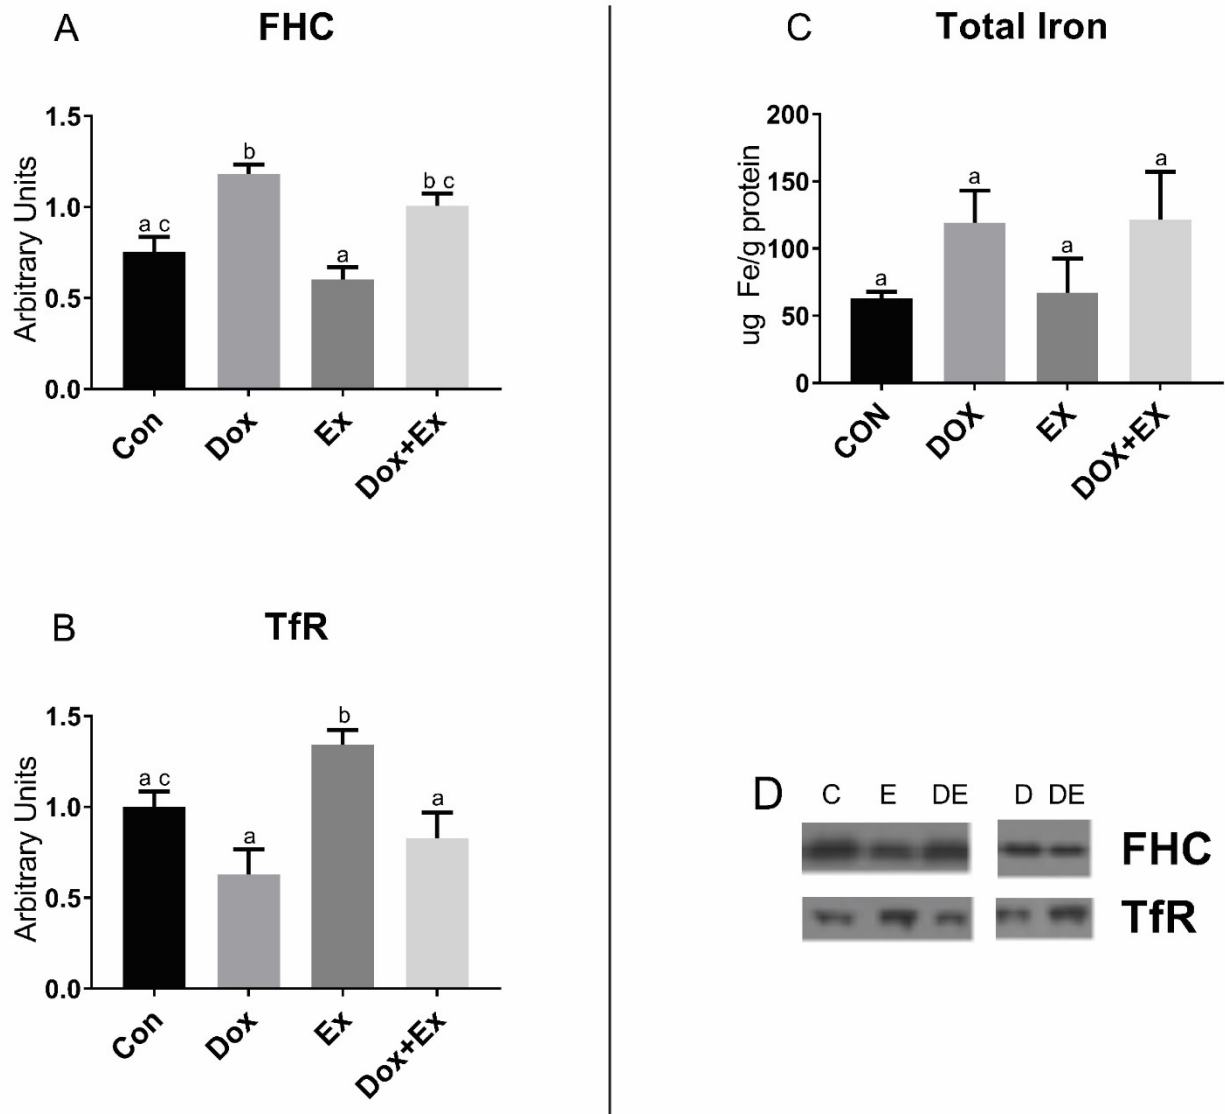 A
FHC
Arbitrary Units
1.5
1.0
0.5
0.0
a c
b
a
b c
Con
Dox
Ex
Dox+Ex
B
TfR
Arbitrary Units
1.5
1.0
0.5
0.0
a c
a
b
a
Con
Dox
Ex
Dox+Ex
C
Total Iron
ug Fe/g protein
200
150
100
50
0
a
a
a
a
CON
DOX
EX
DOX+EX
D
C E DE D DE
FHC
TfR